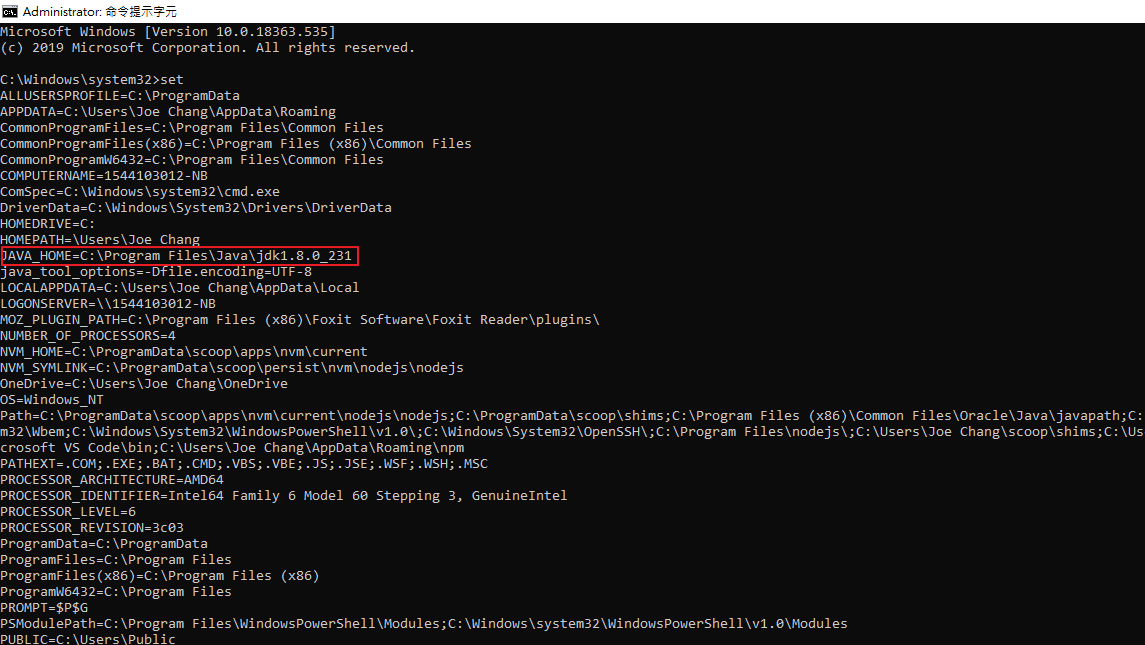 Administrator: 命令提示字元
Microsoft Windows [Version 10.0.18363.535]
(c) 2019 Microsoft Corporation. All rights reserved.
C:\Windows\system32>set
ALLUSERSPROFILE=C:\ProgramData
APPDATA=C:\Users\Joe Chang\AppData\Roaming
CommonProgramFiles=C:\Program Files\Common Files
CommonProgramFiles(x86)=C:\Program Files (x86)\Common Files
CommonProgramW6432=C:\Program Files\Common Files
COMPUTERNAME=1544103012-NB
ComSpec=C:\Windows\system32\cmd.exe
DriverData=C:\Windows\System32\Drivers\DriverData
HOMEDRIVE=C:
HOMEPATH=\Users\Joe Chang
JAVA_HOME=C:\Program Files\Java\jdk1.8.0_231
java_tool_options=-Dfile.encoding=UTF-8
LOCALAPPDATA=C:\Users\Joe Chang\AppData\Local
LOGONSERVER=\\1544103012-NB
MOZ_PLUGIN_PATH=C:\Program Files (x86)\Foxit Software\Foxit Reader\plugins\
NUMBER_OF_PROCESSORS=4
NVM_HOME=C:\ProgramData\scoop\apps\nvm\current
NVM_SYMLINK=C:\ProgramData\scoop\persist\nvm\nodejs\nodejs
OneDrive=C:\Users\Joe Chang\OneDrive
OS=Windows_NT
Path=C:\ProgramData\scoop\apps\nvm\current\nodejs\nodejs;C:\ProgramData\scoop\shims;C:\Program Files (x86)\Common Files\Oracle\Java\javapath;C:
m32\Wbem;C:\Windows\System32\WindowsPowerShell\v1.0\;C:\Windows\System32\OpenSSH\;C:\Program Files\nodejs\;C:\Users\Joe Chang\scoop\shims;C:\Us
crosoft VS Code\bin;C:\Users\Joe Chang\AppData\Roaming\npm
PATHEXT=.COM;.EXE;.BAT;.CMD;.VBS;.VBE;.JS;.JSE;.WSF;.WSH;.MSC
PROCESSOR_ARCHITECTURE=AMD64
PROCESSOR_IDENTIFIER=Intel64 Family 6 Model 60 Stepping 3, GenuineIntel
PROCESSOR_LEVEL=6
PROCESSOR_REVISION=3c03
ProgramData=C:\ProgramData
ProgramFiles=C:\Program Files
ProgramFiles(x86)=C:\Program Files (x86)
ProgramW6432=C:\Program Files
PROMPT=$P$G
PSModulePath=C:\Program Files\WindowsPowerShell\Modules;C:\Windows\system32\WindowsPowerShell\v1.0\Modules
PUBLIC=C:\Users\Public